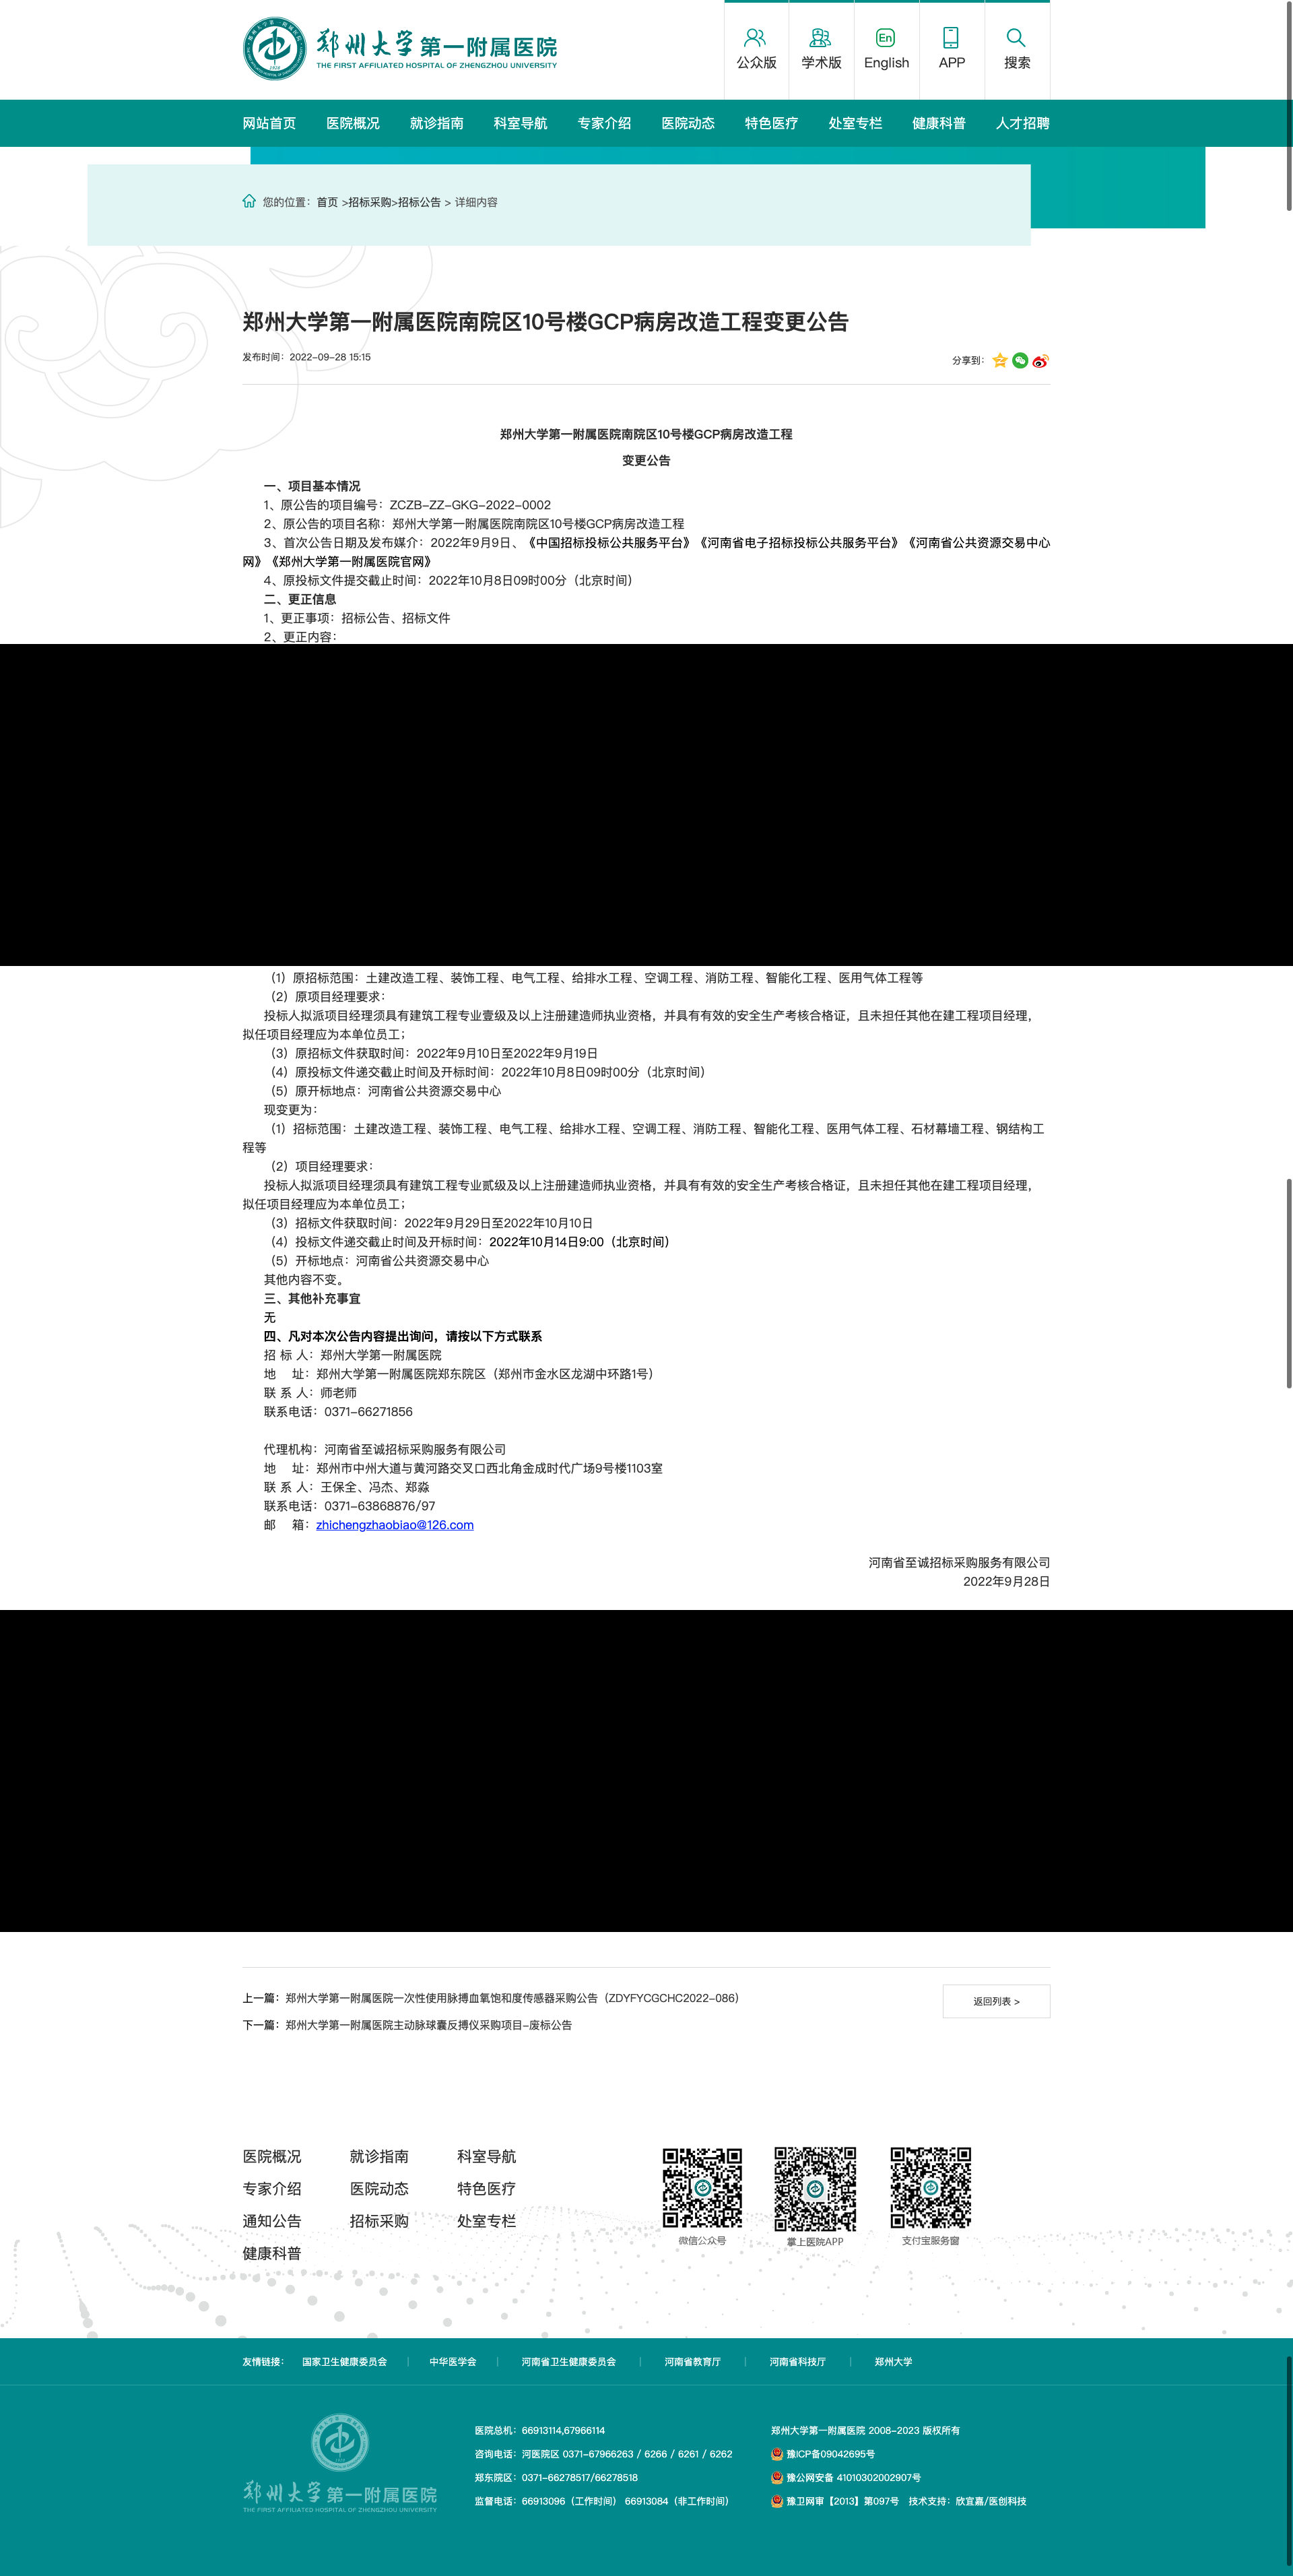 郑州大学第一附属医院
THE FIRST AFFILIATED HOSPITAL OF ZHENGZHOU UNIVERSITY
公众版 学术版 English APP 搜索
网站首页 医院概况 就诊指南 科室导航 专家介绍 医院动态 特色医疗 处室专栏 健康科普 人才招聘
您的位置：首页 >招标采购>招标公告 > 详细内容
郑州大学第一附属医院南院区10号楼GCP病房改造工程变更公告
发布时间：2022-09-28 15:15
分享到：
郑州大学第一附属医院南院区10号楼GCP病房改造工程
变更公告
一、项目基本情况
1、原公告的项目编号：ZCZB-ZZ-GKG-2022-0002
2、原公告的项目名称：郑州大学第一附属医院南院区10号楼GCP病房改造工程
3、首次公告日期及发布媒介：2022年9月9日、《中国招标投标公共服务平台》《河南省电子招标投标公共服务平台》《河南省公共资源交易中心
网》《郑州大学第一附属医院官网》
4、原投标文件提交截止时间：2022年10月8日09时00分（北京时间）
二、更正信息
1、更正事项：招标公告、招标文件
2、更正内容：
（1）原招标范围：土建改造工程、装饰工程、电气工程、给排水工程、空调工程、消防工程、智能化工程、医用气体工程等
（2）原项目经理要求：
投标人拟派项目经理须具有建筑工程专业壹级及以上注册建造师执业资格，并具有有效的安全生产考核合格证，且未担任其他在建工程项目经理，
拟任项目经理应为本单位员工；
（3）原招标文件获取时间：2022年9月10日至2022年9月19日
（4）原投标文件递交截止时间及开标时间：2022年10月8日09时00分（北京时间）
（5）原开标地点：河南省公共资源交易中心
现变更为：
（1）招标范围：土建改造工程、装饰工程、电气工程、给排水工程、空调工程、消防工程、智能化工程、医用气体工程、石材幕墙工程、钢结构工
程等
（2）项目经理要求：
投标人拟派项目经理须具有建筑工程专业贰级及以上注册建造师执业资格，并具有有效的安全生产考核合格证，且未担任其他在建工程项目经理，
拟任项目经理应为本单位员工；
（3）招标文件获取时间：2022年9月29日至2022年10月10日
（4）投标文件递交截止时间及开标时间：2022年10月14日9:00（北京时间）
（5）开标地点：河南省公共资源交易中心
其他内容不变。
三、其他补充事宜
无
四、凡对本次公告内容提出询问，请按以下方式联系
招 标 人：郑州大学第一附属医院
地 址：郑州大学第一附属医院郑东院区（郑州市金水区龙湖中环路1号）
联 系 人：师老师
联系电话：0371-66271856
代理机构：河南省至诚招标采购服务有限公司
地 址：郑州市中州大道与黄河路交叉口西北角金成时代广场9号楼1103室
联 系 人：王保全、冯杰、郑淼
联系电话：0371-63868876/97
邮 箱：zhichengzhaobiao@126.com
河南省至诚招标采购服务有限公司
2022年9月28日
上一篇：郑州大学第一附属医院一次性使用脉搏血氧饱和度传感器采购公告（ZDYFYCGCHC2022-086）
返回列表 >
下一篇：郑州大学第一附属医院主动脉球囊反搏仪采购项目-废标公告
医院概况 就诊指南 科室导航
专家介绍 医院动态 特色医疗
通知公告 招标采购 处室专栏
健康科普
微信公众号 掌上医院APP 支付宝服务窗
友情链接： 国家卫生健康委员会 | 中华医学会 | 河南省卫生健康委员会 | 河南省教育厅 | 河南省科技厅 | 郑州大学
郑州大学第一附属医院
THE FIRST AFFILIATED HOSPITAL OF ZHENGZHOU UNIVERSITY
医院总机：66913114,67966114
咨询电话：河医院区 0371-67966263 / 6266 / 6261 / 6262
郑东院区：0371-66278517/66278518
监督电话：66913096（工作时间） 66913084（非工作时间）
郑州大学第一附属医院 2008-2023 版权所有
豫ICP备09042695号
豫公网安备 41010302002907号
豫卫网审【2013】第097号 技术支持：欣宜嘉/医创科技